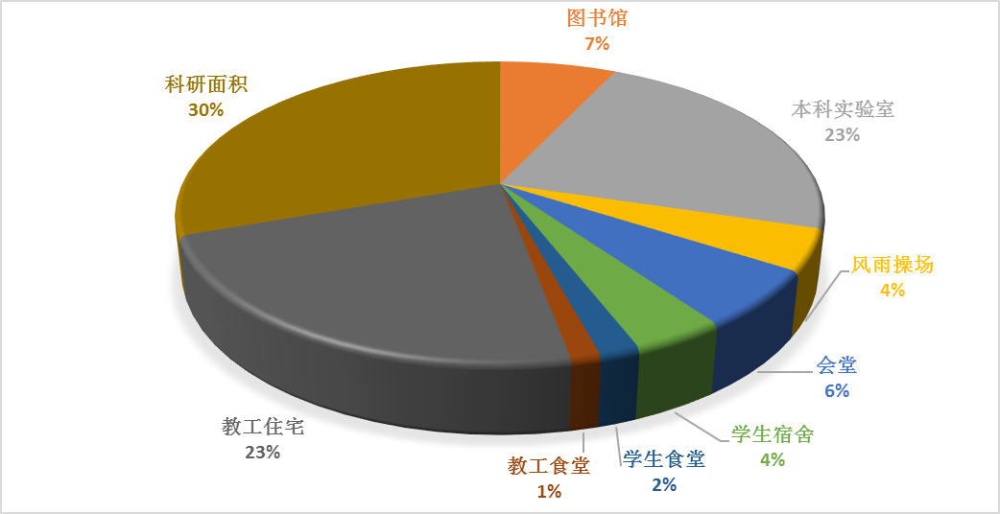 图书馆
7%
本科实验室
23%
风雨操场
4%
会堂
6%
学生宿舍
4%
学生食堂
2%
教工食堂
1%
教工住宅
23%
科研面积
30%